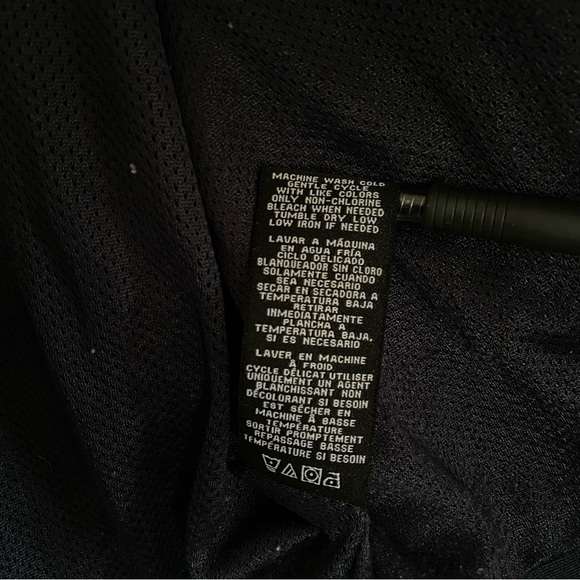 MACHINE WASH COLD
GENTLE CYCLE
WITH LIKE COLORS
ONLY NON-CHLORINE
BLEACH WHEN NEEDED
TUMBLE DRY LOW
LOW IRON IF NEEDED
LAVAR A MÁQUINA
EN AGUA FRÍA
CICLO DELICADO
BLANQUEADOR SIN CLORO
SOLAMENTE CUANDO
SEA NECESARIO
SECAR EN SECADORA A
TEMPERATURA BAJA
RETIRAR
INMEDIATAMENTE
PLANCHA A
TEMPERATURA BAJA,
SI ES NECESARIO
LAVER EN MACHINE
À FROID
CYCLE DÉLICAT UTILISER
UNIQUEMENT UN AGENT
BLANCHISSANT NON
DÉCOLORANT SI BESOIN
EST SÉCHER EN
MACHINE À BASSE
TEMPÉRATURE
SORTIR PROMPTEMENT
REPASSAGE BASSE
TEMPÉRATURE SI BESOIN